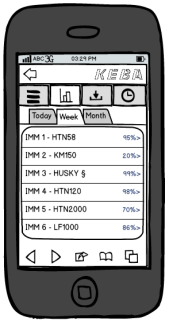 ABC 3G 03:29 PM
KEBA
Today Week Month
IMM 1 - HTN58 95%>
IMM 2 - KM150 20%>
IMM 3 - HUSKY § 99%>
IMM 4 - HTN120 98%>
IMM 5 - HTN2000 70%>
IMM 6 - LF1000 86%>